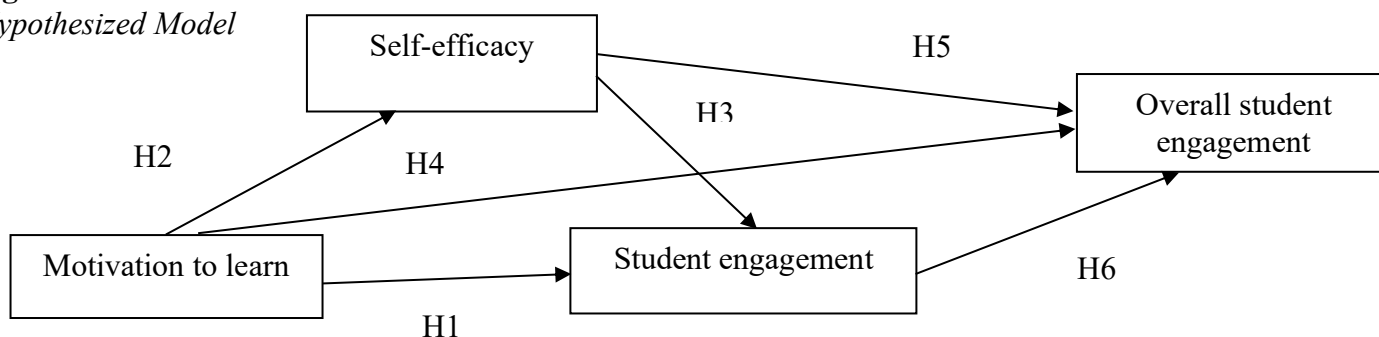 ypothesized Model
Self-efficacy
H5
Overall student
engagement
H3
H2
H4
Motivation to learn
Student engagement
H6
H1